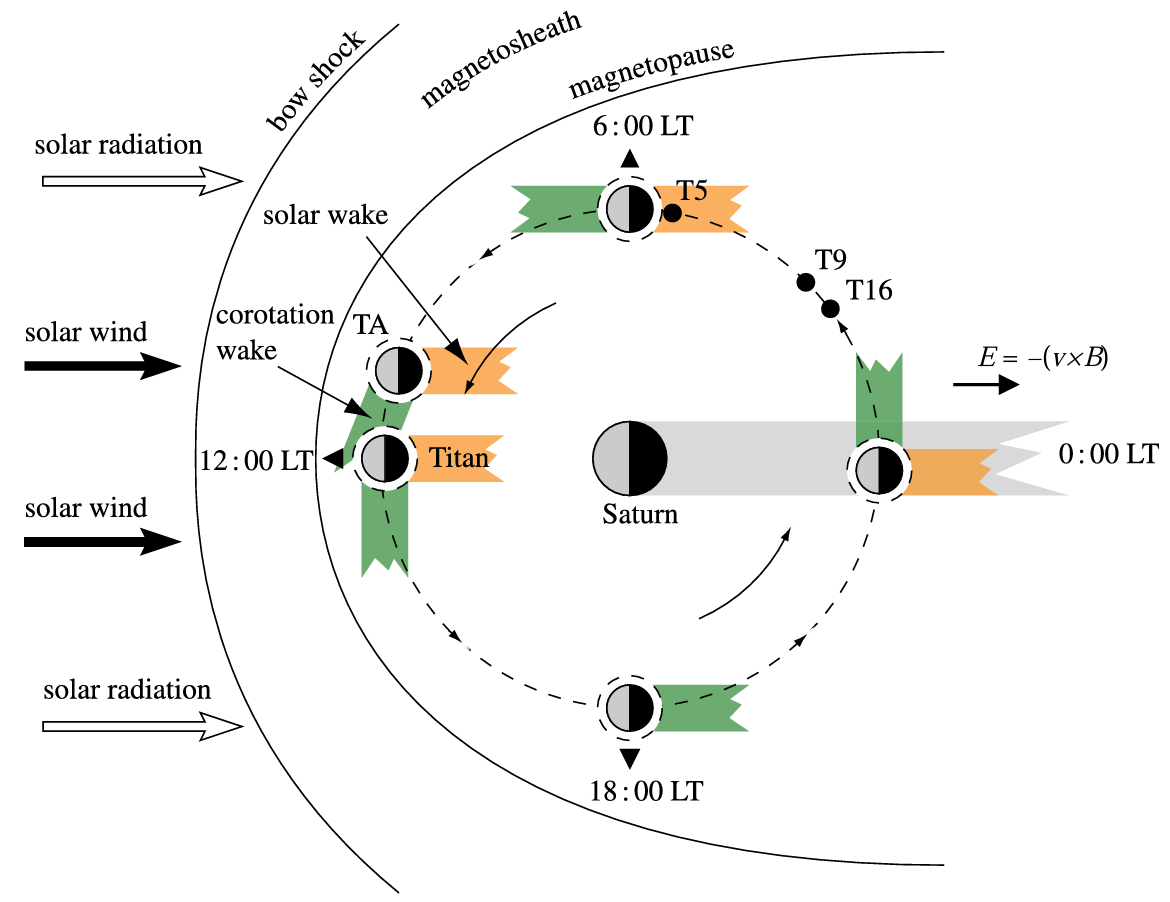 bow shock
magnetosheath
magnetopause
6:00 LT
solar radiation
T5
solar wake
T9
T16
corotation
wake
TA
solar wind
E = −(v×B)
12:00 LT
Titan
0:00 LT
solar wind
Saturn
solar radiation
18:00 LT